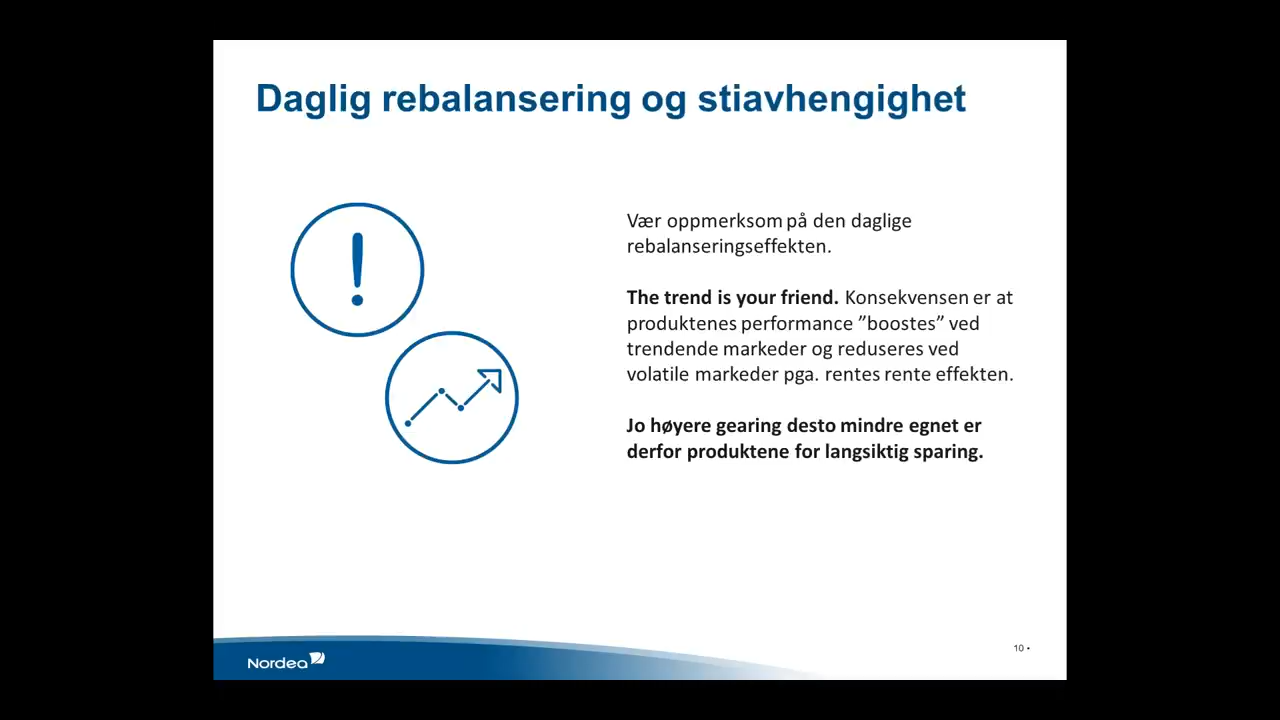 Daglig rebalansering og stiavhengighet
Vær oppmerksom på den daglige
rebalanseringseffekten.
The trend is your friend. Konsekvensen er at
produktenes performance ”boostes” ved
trendende markeder og reduseres ved
volatile markeder pga. rentes rente effekten.
Jo høyere gearing desto mindre egnet er
derfor produktene for langsiktig sparing.
Nordea
10 •